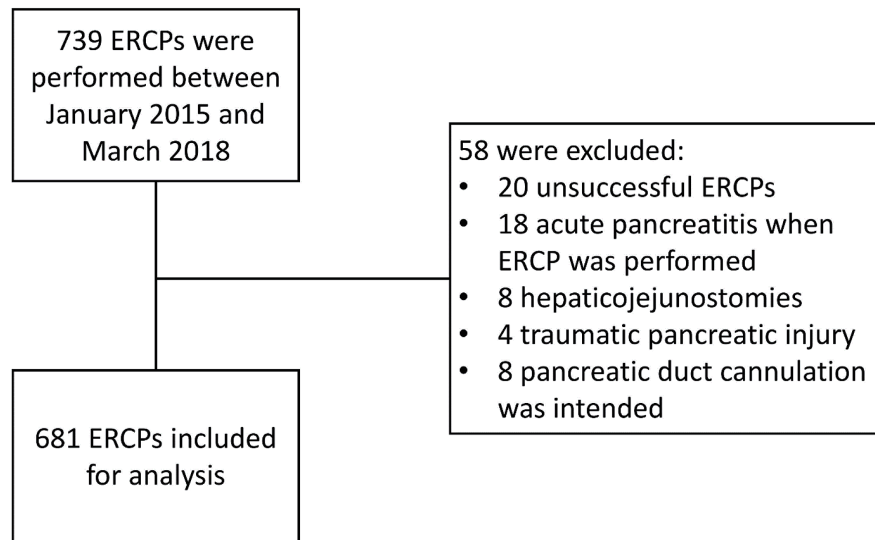 739 ERCPs were
performed between
January 2015 and
March 2018
58 were excluded:
• 20 unsuccessful ERCPs
• 18 acute pancreatitis when
ERCP was performed
• 8 hepaticojejunostomies
• 4 traumatic pancreatic injury
• 8 pancreatic duct cannulation
was intended
681 ERCPs included
for analysis